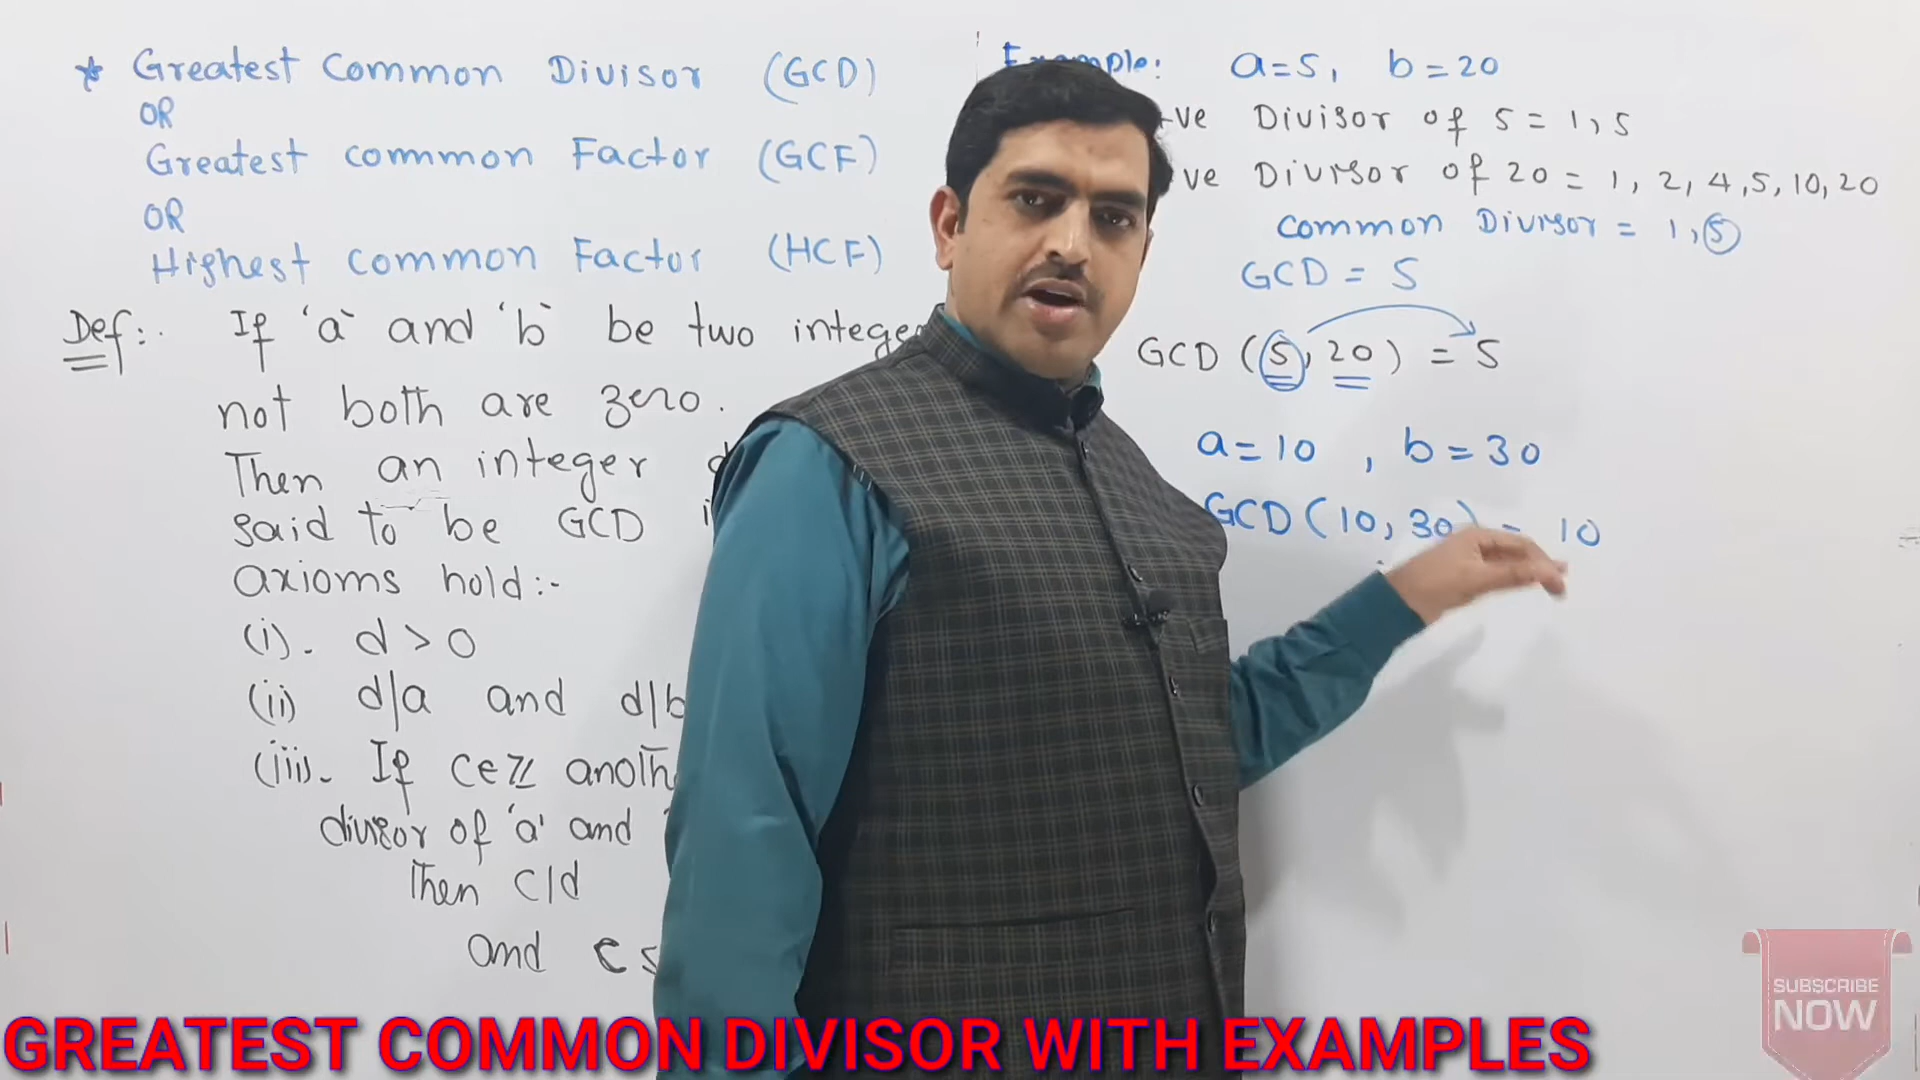 * Greatest Common Divisor (GCD)
OR
Greatest common Factor (GCF)
OR
Highest common Factor (HCF)
Def:. If 'a' and 'b' be two
not both are zero.
Then an integer
said to be GCD
axioms hold:-
(i). d > 0
(ii) d/a and d/b
(iii). If c∈ℤ
divisor of 'a' and
Then c/d
and c ≤
Example: a=5, b=20
+ve Divisor of 5 = 1, 5
ve Divisor of 20 = 1, 2, 4, 5, 10, 20
Common Divisor = 1, 5
GCD = 5
GCD (5, 20) = 5
a=10, b=30
GCD (10, 30) = 10
SUBSCRIBE
NOW
GREATEST COMMON DIVISOR WITH EXAMPLES